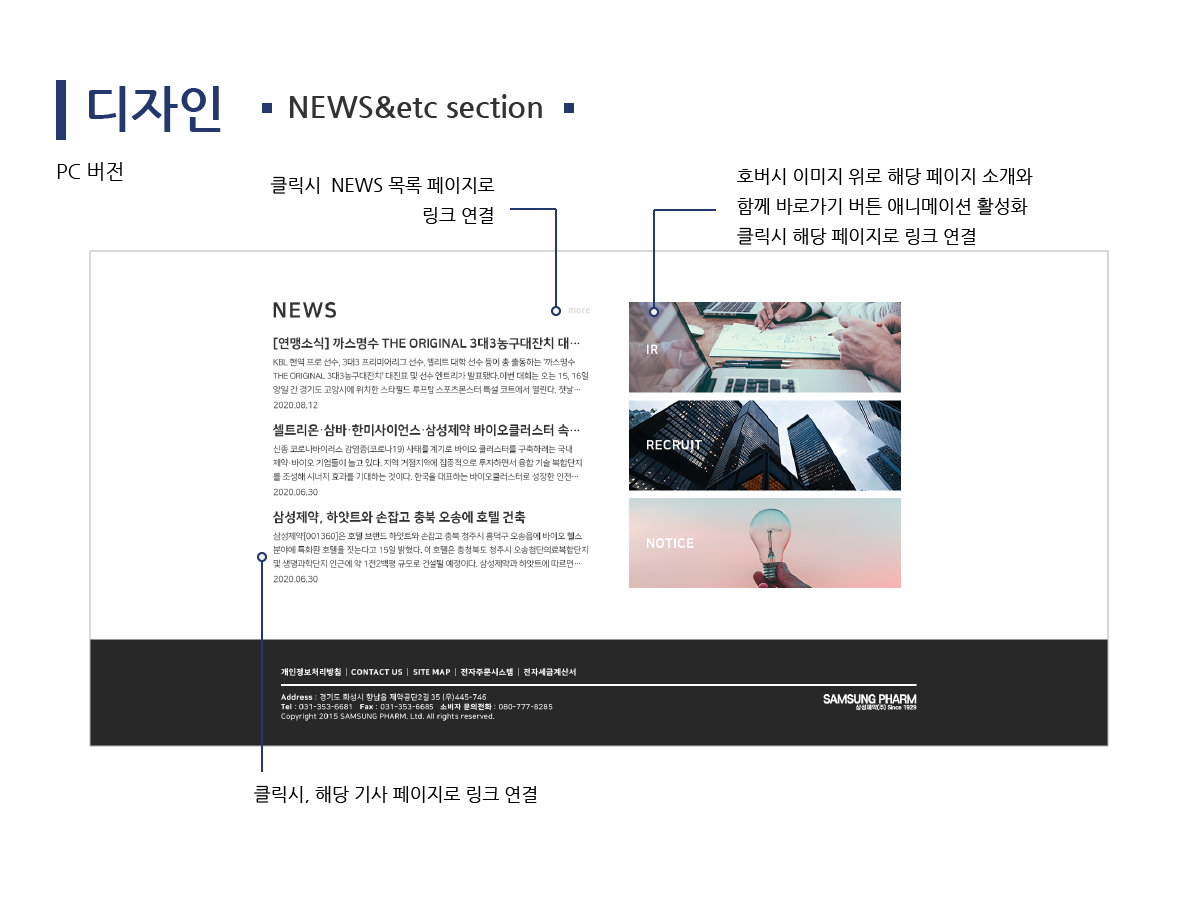 디자인
NEWS&etc section
PC 버전
클릭시 NEWS 목록 페이지로
링크 연결
호버시 이미지 위로 해당 페이지 소개와
함께 바로가기 버튼 애니메이션 활성화
클릭시 해당 페이지로 링크 연결
NEWS
more
[연맹소식] 까스명수 THE ORIGINAL 3대3농구대잔치 대···
KBL 현역 프로 선수, 3대3 프리미어리그 선수, 엘리트 대학 선수 등이 총 출동하는 '까스명수
THE ORIGINAL 3대3농구대잔치' 대진표 및 선수 엔트리가 발표됐다.이번 대회는 오는 15, 16일
양일 간 경기도 고양시에 위치한 스타필드 루프탑 스포츠몬스터 특설 코트에서 열린다. 첫날···
2020.08.12
셀트리온·삼바·한미사이언스·삼성제약 바이오클러스터 속···
신종 코로나바이러스 감염증(코로나19) 사태를 계기로 바이오 클러스터를 구축하려는 국내
제약·바이오 기업들이 늘고 있다. 지역 거점지역에 집중적으로 투자하면서 융합 기술 복합단지
를 조성해 시너지 효과를 기대하는 것이다. 한국을 대표하는 바이오클러스터로 성장한 인천···
2020.06.30
삼성제약, 하얏트와 손잡고 충북 오송에 호텔 건축
삼성제약[001360]은 호텔 브랜드 하얏트와 손잡고 충북 청주시 흥덕구 오송읍에 바이오 헬스
분야에 특화된 호텔을 짓는다고 15일 밝혔다. 이 호텔은 충청북도 청주시 오송첨단의료복합단지
및 생명과학단지 인근에 약 1천2백평 규모로 건설될 예정이다. 삼성제약과 하얏트에 따르면···
2020.06.30
IR
RECRUIT
NOTICE
개인정보처리방침 | CONTACT US | SITE MAP | 전자주문시스템 | 전자세금계산서
Address : 경기도 화성시 향남읍 제약공단2길 35 (우)445-746
Tel : 031-353-6681 Fax : 031-353-6685 소비자 문의전화 : 080-777-8285
Copyright 2015 SAMSUNG PHARM. Ltd. All rights reserved.
SAMSUNG PHARM
삼성제약(주) Since 1929
클릭시, 해당 기사 페이지로 링크 연결